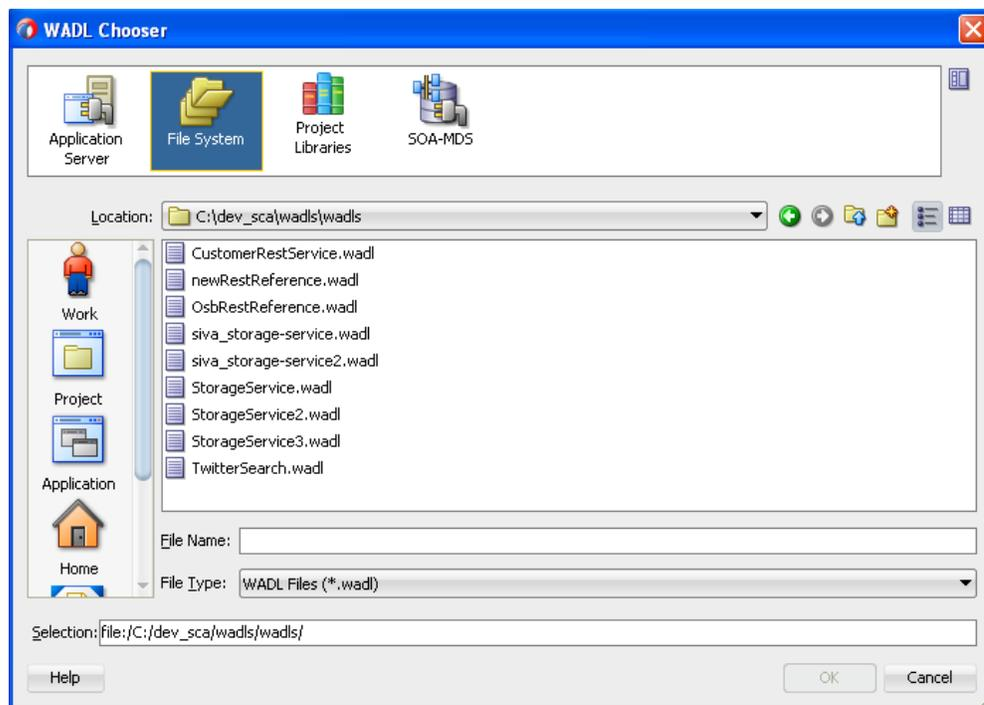 WADL Chooser
Application
Server
File System
Project
Libraries
SOA-MDS
Location: C:\dev_sca\wadls\wadls
Work
Project
Application
Home
CustomerRestService.wadl
newRestReference.wadl
OsbRestReference.wadl
siva_storage-service.wadl
siva_storage-service2.wadl
StorageService.wadl
StorageService2.wadl
StorageService3.wadl
TwitterSearch.wadl
File Name:
File Type: WADL Files (*.wadl)
Selection: file:/C:/dev_sca/wadls/wadls/
Help
OK
Cancel